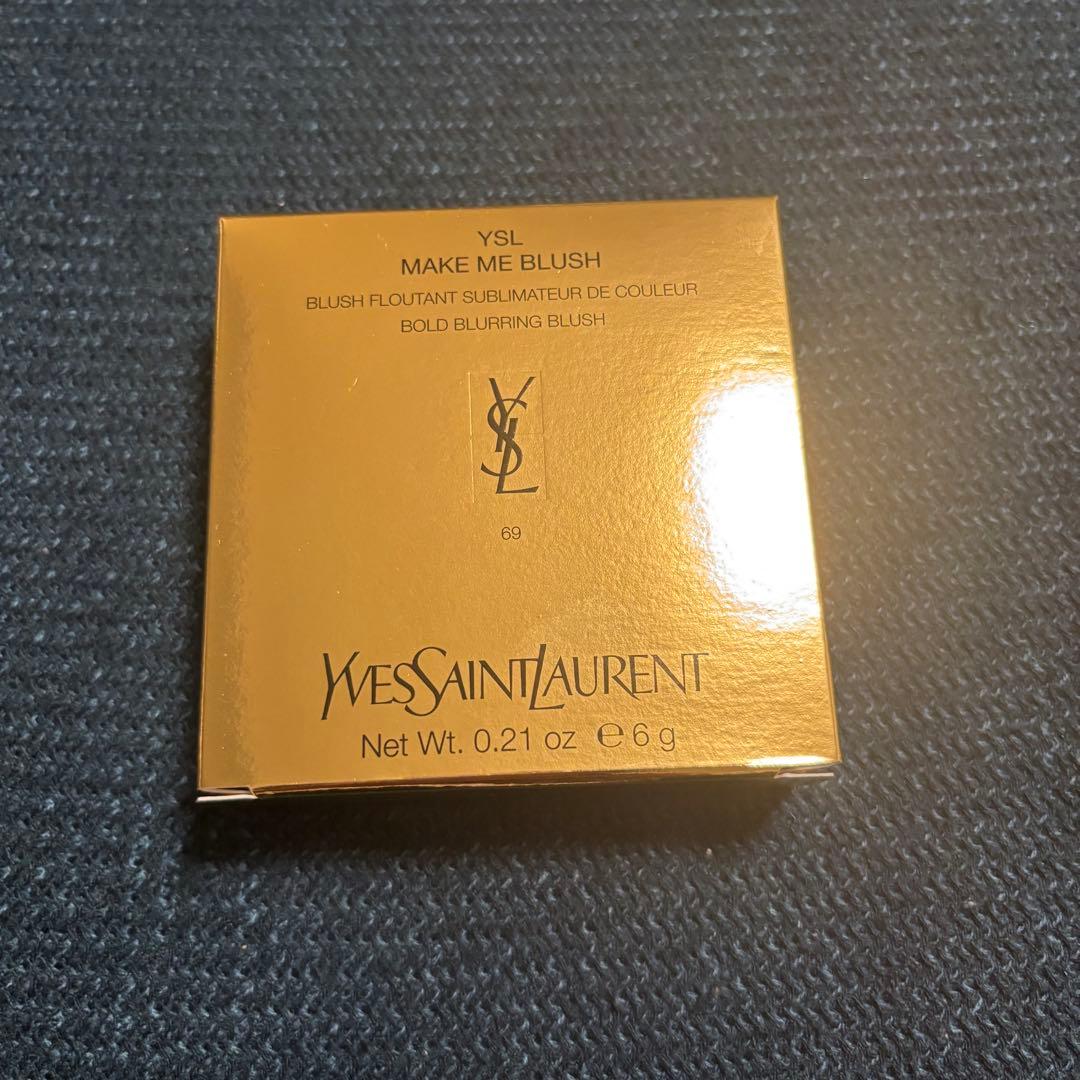 YSL
MAKE ME BLUSH
BLUSH FLOUTANT SUBLIMATEUR DE COULEUR
BOLD BLURRING BLUSH
YSL
69
YVESSAINTLAURENT
Net Wt. 0.21 oz ℮ 6 g